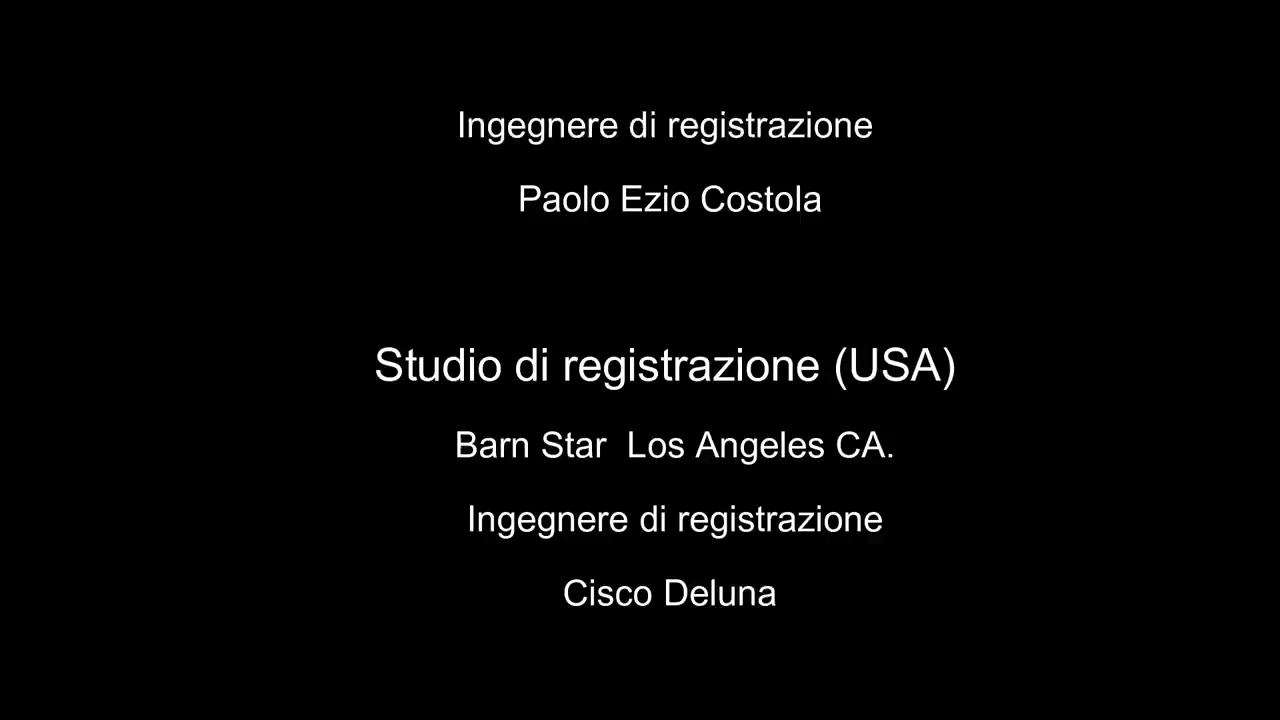 Ingegnere di registrazione
Paolo Ezio Costola
Studio di registrazione (USA)
Barn Star  Los Angeles CA.
Ingegnere di registrazione
Cisco Deluna